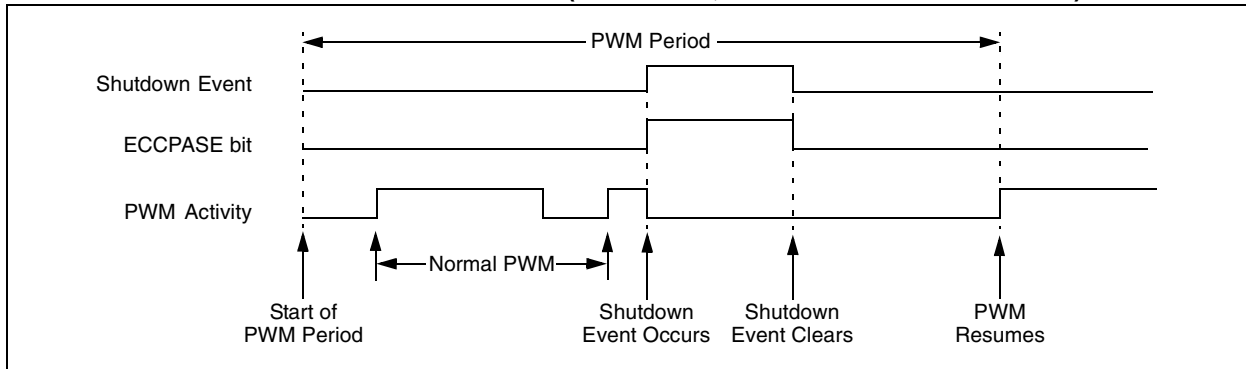 PWM Period
Shutdown Event
ECCPASE bit
PWM Activity
Normal PWM
Start of
PWM Period
Shutdown
Event Occurs
Shutdown
Event Clears
PWM
Resumes